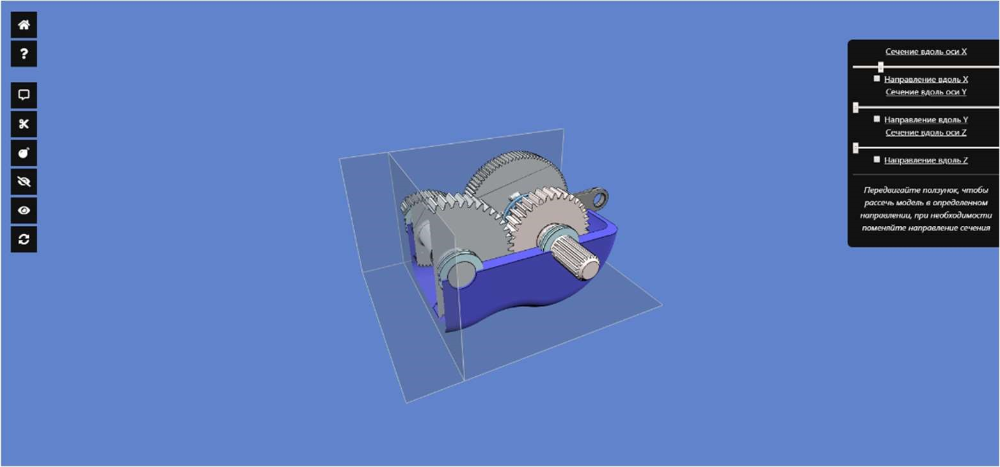 ?
Сечение вдоль оси X
Направление вдоль X
Сечение вдоль оси Y
Направление вдоль Y
Сечение вдоль оси Z
Направление вдоль Z
Передвигайте ползунок, чтобы
рассечь модель в определенном
направлении, при необходимости
поменяйте направление сечения